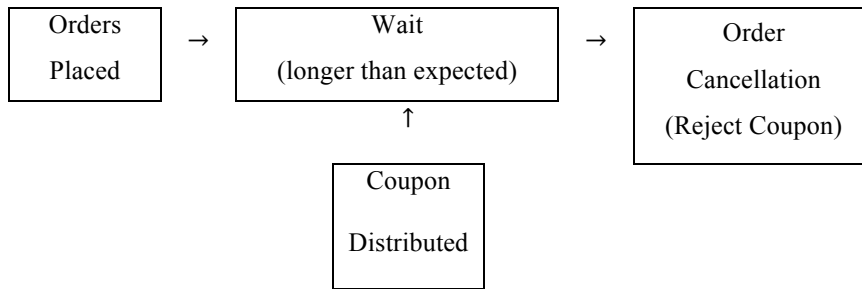 Orders
Placed
→
Wait
(longer than expected)
→
Order
Cancellation
(Reject Coupon)
↑
Coupon
Distributed